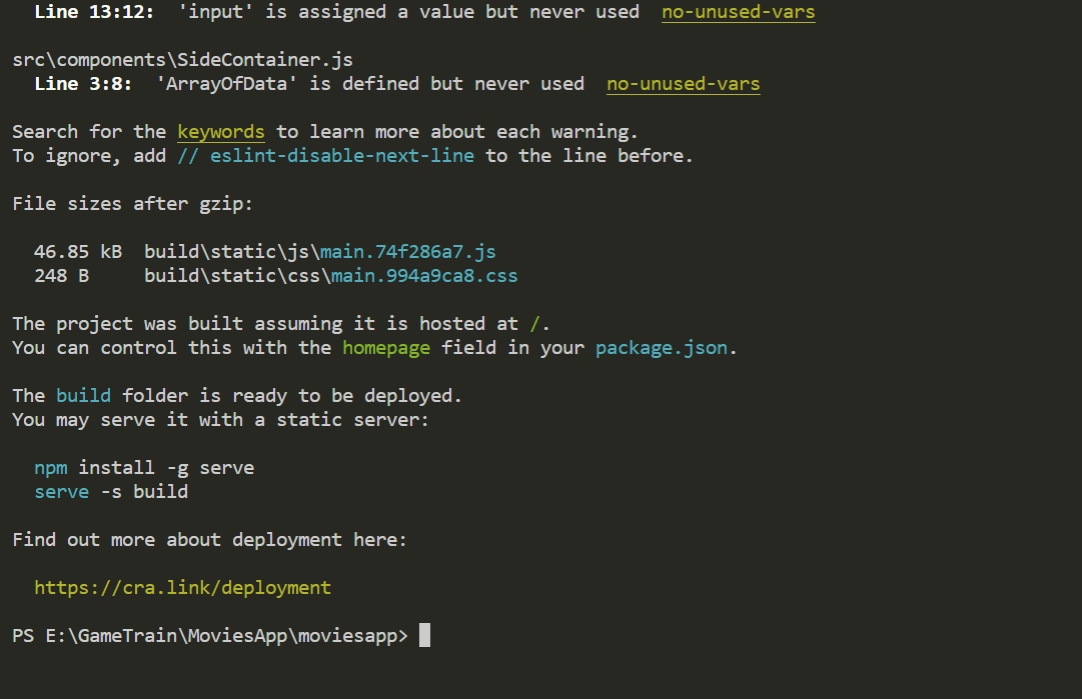 Line 13:12:  'input' is assigned a value but never used  no-unused-vars
src\components\SideContainer.js
Line 3:8:  'ArrayOfData' is defined but never used  no-unused-vars
Search for the keywords to learn more about each warning.
To ignore, add // eslint-disable-next-line to the line before.
File sizes after gzip:
46.85 kB  build\static\js\main.74f286a7.js
248 B     build\static\css\main.994a9ca8.css
The project was built assuming it is hosted at /.
You can control this with the homepage field in your package.json.
The build folder is ready to be deployed.
You may serve it with a static server:
npm install -g serve
serve -s build
Find out more about deployment here:
https://cra.link/deployment
PS E:\GameTrain\MoviesApp\moviesapp>